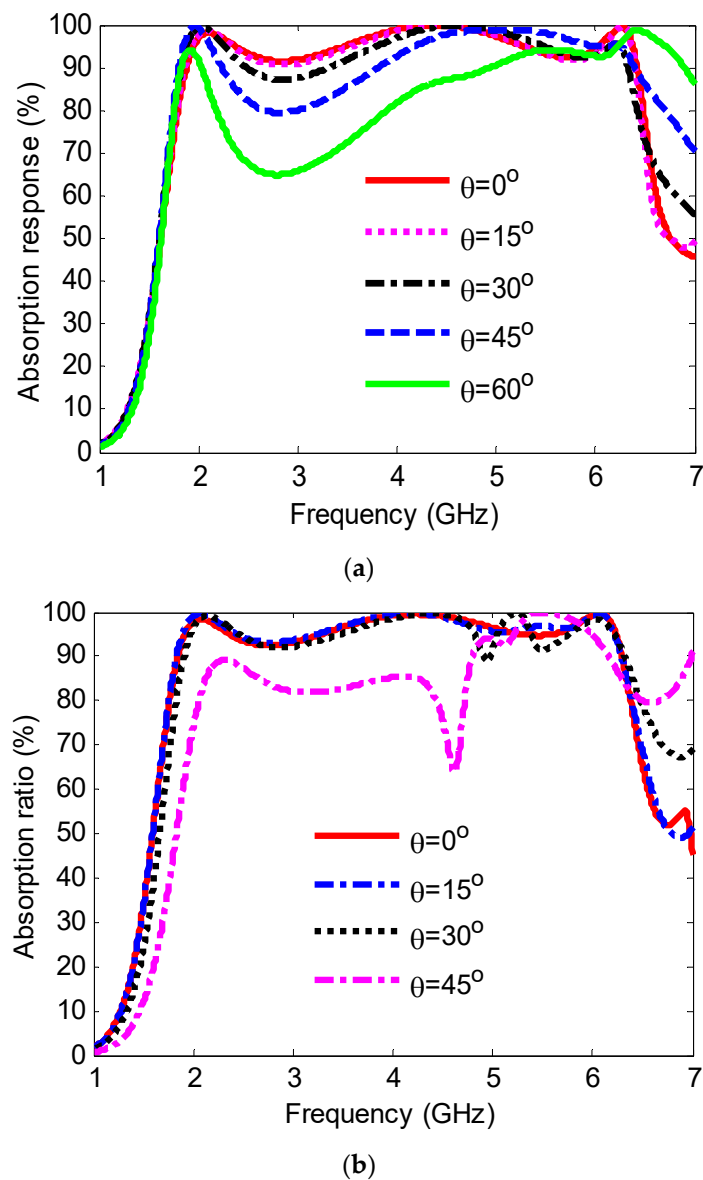 100
90
80
70
60
50
40
30
20
10
0
Absorption response (%)
θ=0°
θ=15°
θ=30°
θ=45°
θ=60°
1 2 3 4 5 6 7
Frequency (GHz)
(a)
100
90
80
70
60
50
40
30
20
10
0
Absorption ratio (%)
θ=0°
θ=15°
θ=30°
θ=45°
1 2 3 4 5 6 7
Frequency (GHz)
(b)